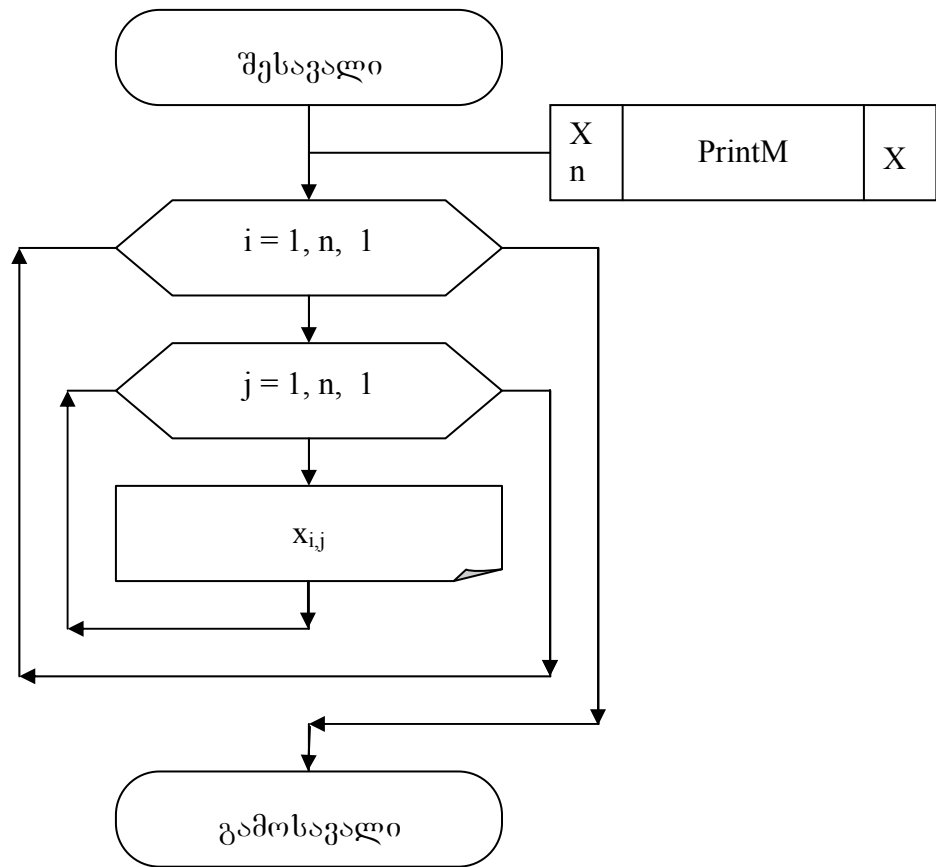 შესავალი
X
n
PrintM
X
i = 1, n, 1
j = 1, n, 1
xi,j
გამოსავალი